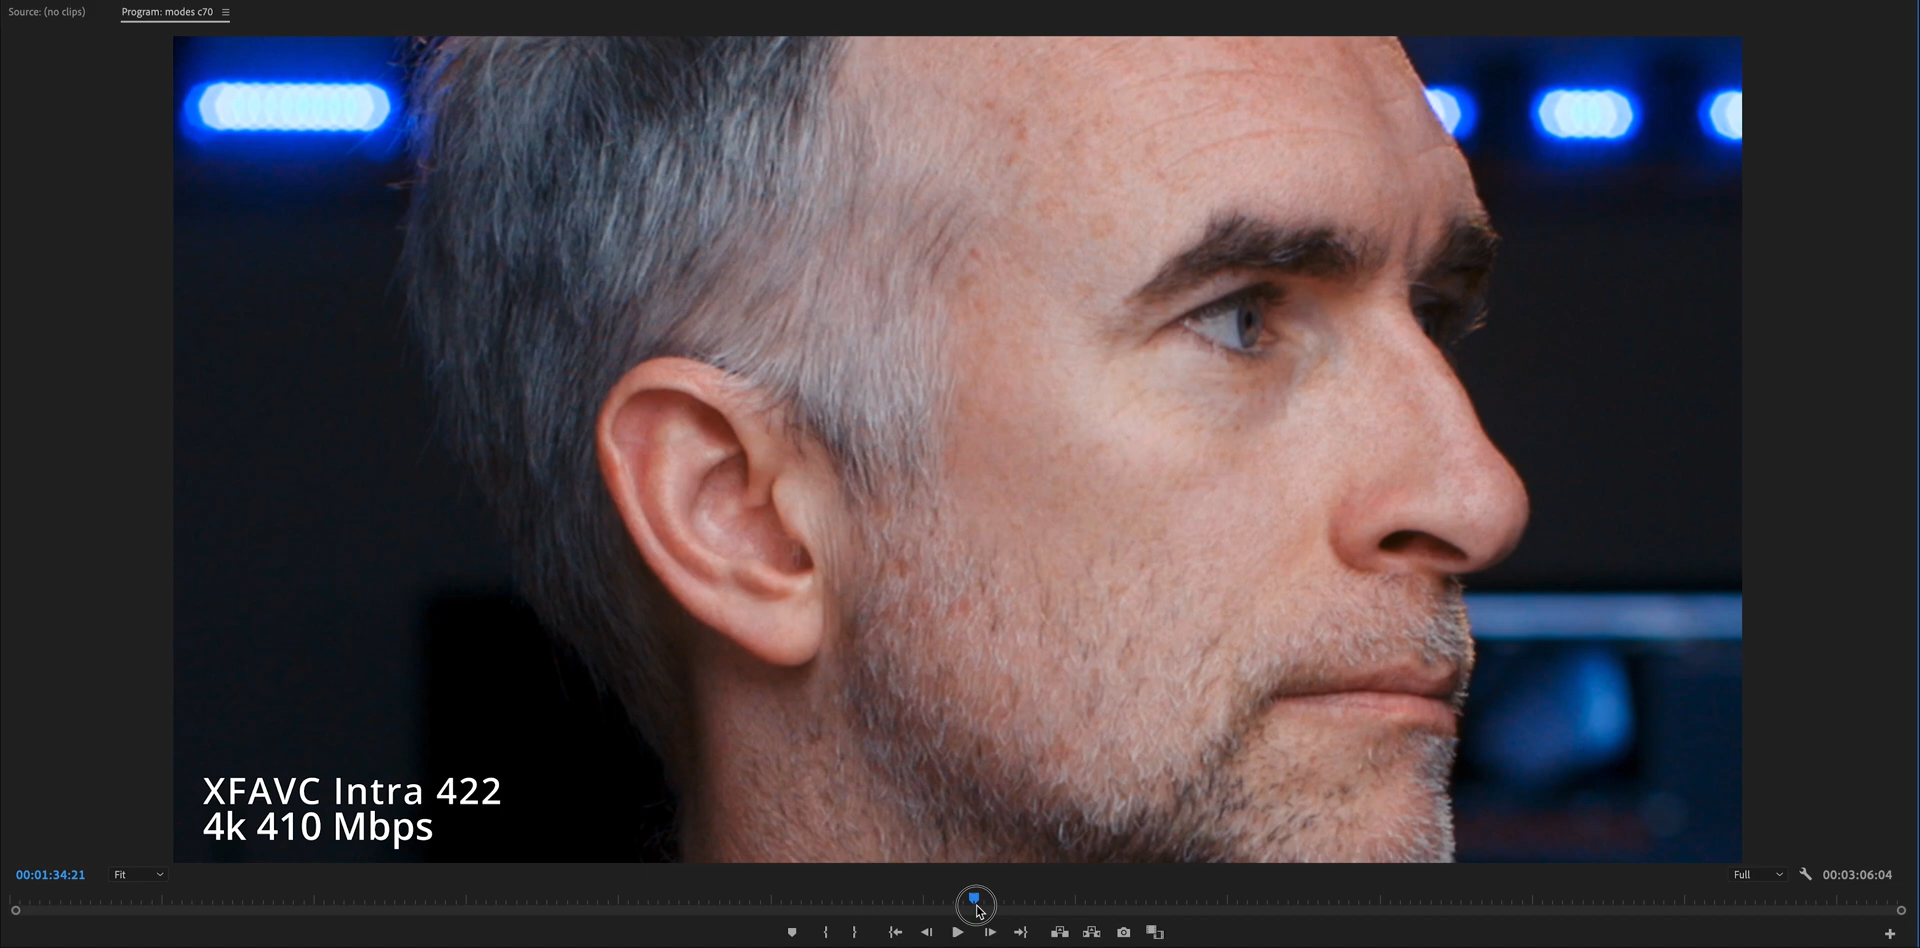 Source: (no clips)
Program: modes c70
XFAVC Intra 422
4k 410 Mbps
00:01:34:21
Fit
Full
00:03:06:04